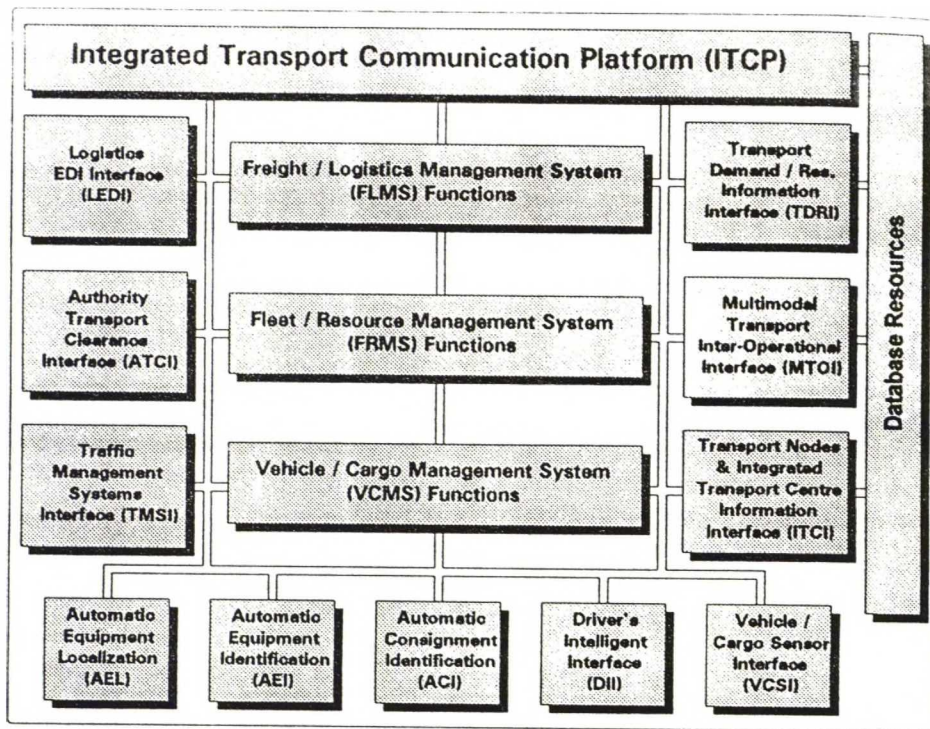 Integrated Transport Communication Platform (ITCP)
Logistics
EDI Interface
(LEDI)
Freight / Logistics Management System
(FLMS) Functions
Transport
Demand / Res.
Information
Interface (TDRI)
Authority
Transport
Clearance
Interface (ATCI)
Fleet / Resource Management System
(FRMS) Functions
Multimodal
Transport
Inter-Operational
Interface (MTOI)
Traffic
Management
Systems
Interface (TMSI)
Vehicle / Cargo Management System
(VCMS) Functions
Transport Nodes
& Integrated
Transport Centre
Information
Interface (ITCI)
Database Resources
Automatic
Equipment
Localization
(AEL)
Automatic
Equipment
Identification
(AEI)
Automatic
Consignment
Identification
(ACI)
Driver's
Intelligent
Interface
(DII)
Vehicle /
Cargo Sensor
Interface
(VCSI)